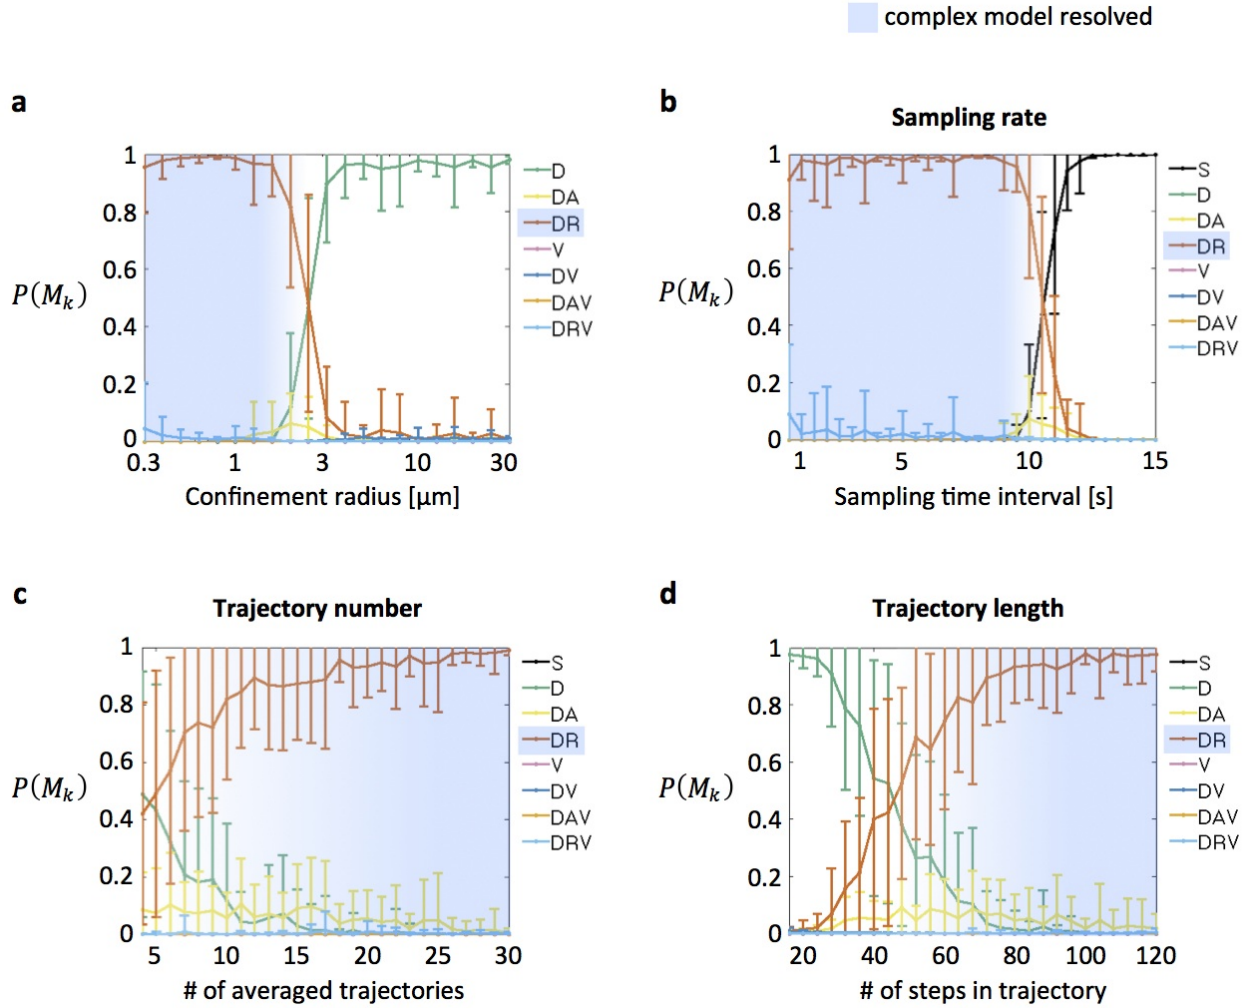 complex model resolved
a
b
Sampling rate
1
0.8
0.6
0.4
0.2
0
P(Mk)
0.3
1
3
10
30
Confinement radius [μm]
D
DA
DR
V
DV
DAV
DRV
1
0.8
0.6
0.4
0.2
0
P(Mk)
1
5
10
15
Sampling time interval [s]
S
D
DA
DR
V
DV
DAV
DRV
c
Trajectory number
d
Trajectory length
1
0.8
0.6
0.4
0.2
0
P(Mk)
5
10
15
20
25
30
# of averaged trajectories
S
D
DA
DR
V
DV
DAV
DRV
1
0.8
0.6
0.4
0.2
0
P(Mk)
20
40
60
80
100
120
# of steps in trajectory
S
D
DA
DR
V
DV
DAV
DRV